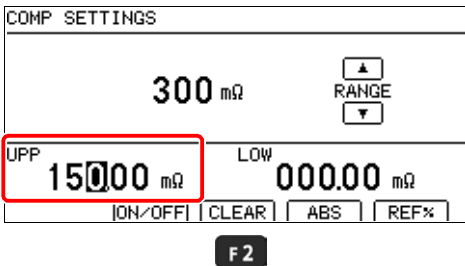 COMP SETTINGS
300 mΩ
▲
RANGE
▼
UPP 150.00 mΩ LOW 000.00 mΩ
ON/OFF CLEAR ABS REF%
F2